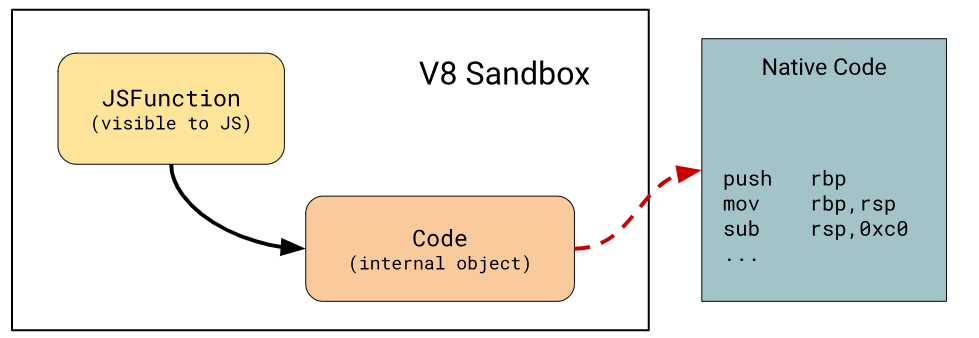 V8 Sandbox
JSFunction
(visible to JS)
Code
(internal object)
Native Code
push rbp
mov rbp,rsp
sub rsp,0xc0
...